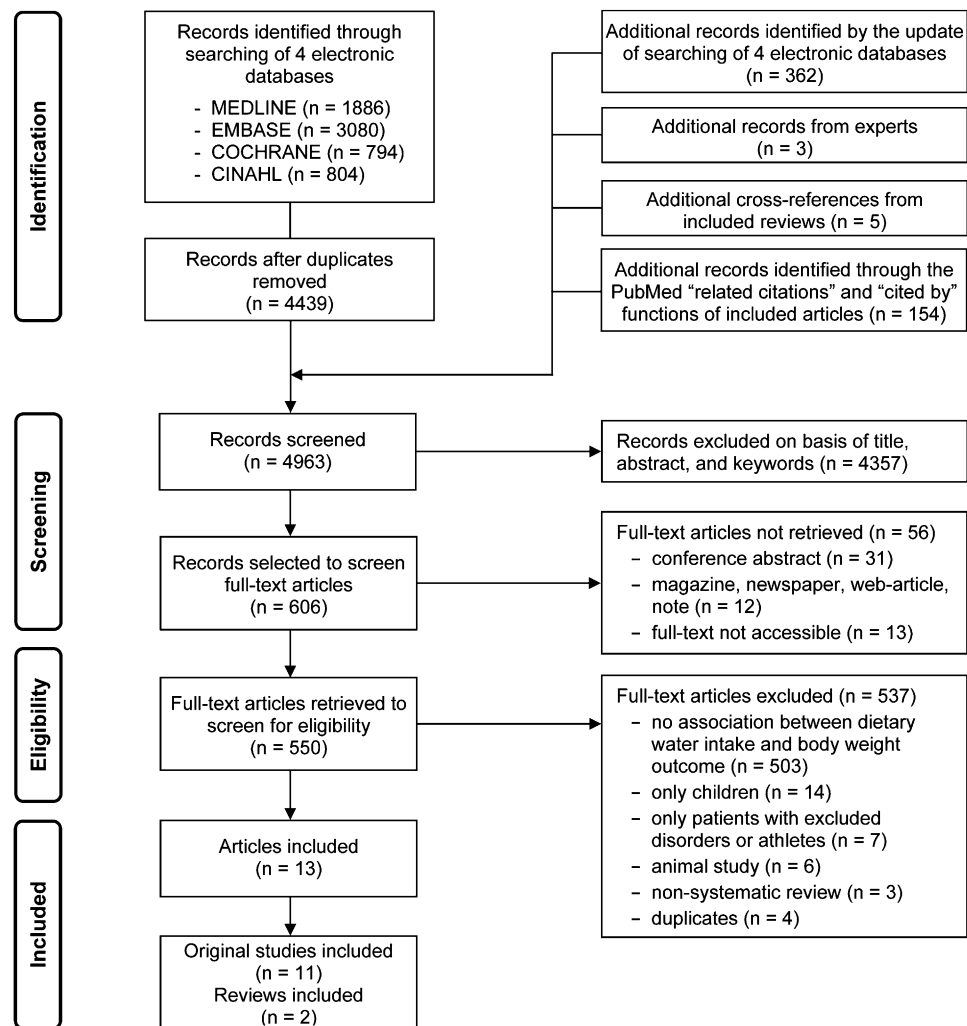 Identification
Records identified through
searching of 4 electronic
databases
- MEDLINE (n = 1886)
- EMBASE (n = 3080)
- COCHRANE (n = 794)
- CINAHL (n = 804)
Records after duplicates
removed
(n = 4439)
Additional records identified by the update
of searching of 4 electronic databases
(n = 362)
Additional records from experts
(n = 3)
Additional cross-references from
included reviews (n = 5)
Additional records identified through the
PubMed “related citations” and “cited by”
functions of included articles (n = 154)
Screening
Records screened
(n = 4963)
Records excluded on basis of title,
abstract, and keywords (n = 4357)
Records selected to screen
full-text articles
(n = 606)
Full-text articles not retrieved (n = 56)
– conference abstract (n = 31)
– magazine, newspaper, web-article,
note (n = 12)
– full-text not accessible (n = 13)
Eligibility
Full-text articles retrieved to
screen for eligibility
(n = 550)
Full-text articles excluded (n = 537)
– no association between dietary
water intake and body weight
outcome (n = 503)
– only children (n = 14)
– only patients with excluded
disorders or athletes (n = 7)
– animal study (n = 6)
– non-systematic review (n = 3)
– duplicates (n = 4)
Included
Articles included
(n = 13)
Original studies included
(n = 11)
Reviews included
(n = 2)